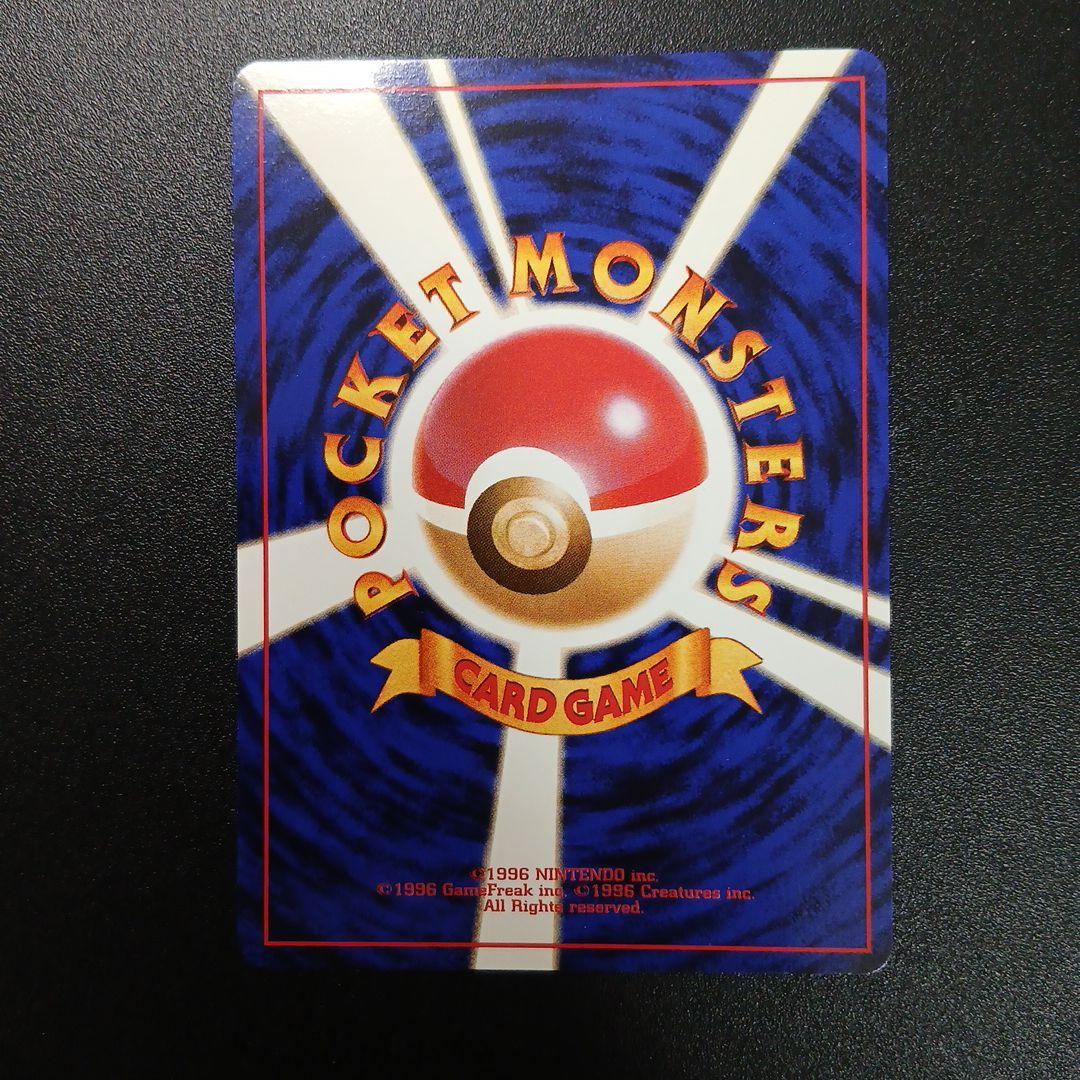 POCKET MONSTERS
CARD GAME
©1996 NINTENDO inc.
©1996 GameFreak inc. ©1996 Creatures inc.
All Rights reserved.